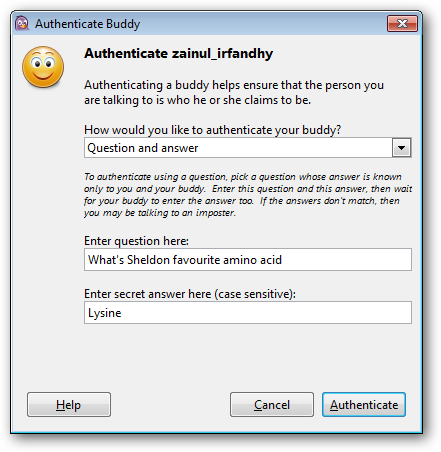 Authenticate Buddy
Authenticate zainul_irfandhy
Authenticating a buddy helps ensure that the person you
are talking to is who he or she claims to be.
How would you like to authenticate your buddy?
Question and answer
To authenticate using a question, pick a question whose answer is known
only to you and your buddy.  Enter this question and this answer, then wait
for your buddy to enter the answer too.  If the answers don't match, then
you may be talking to an imposter.
Enter question here:
What's Sheldon favourite amino acid
Enter secret answer here (case sensitive):
Lysine
Help
Cancel
Authenticate